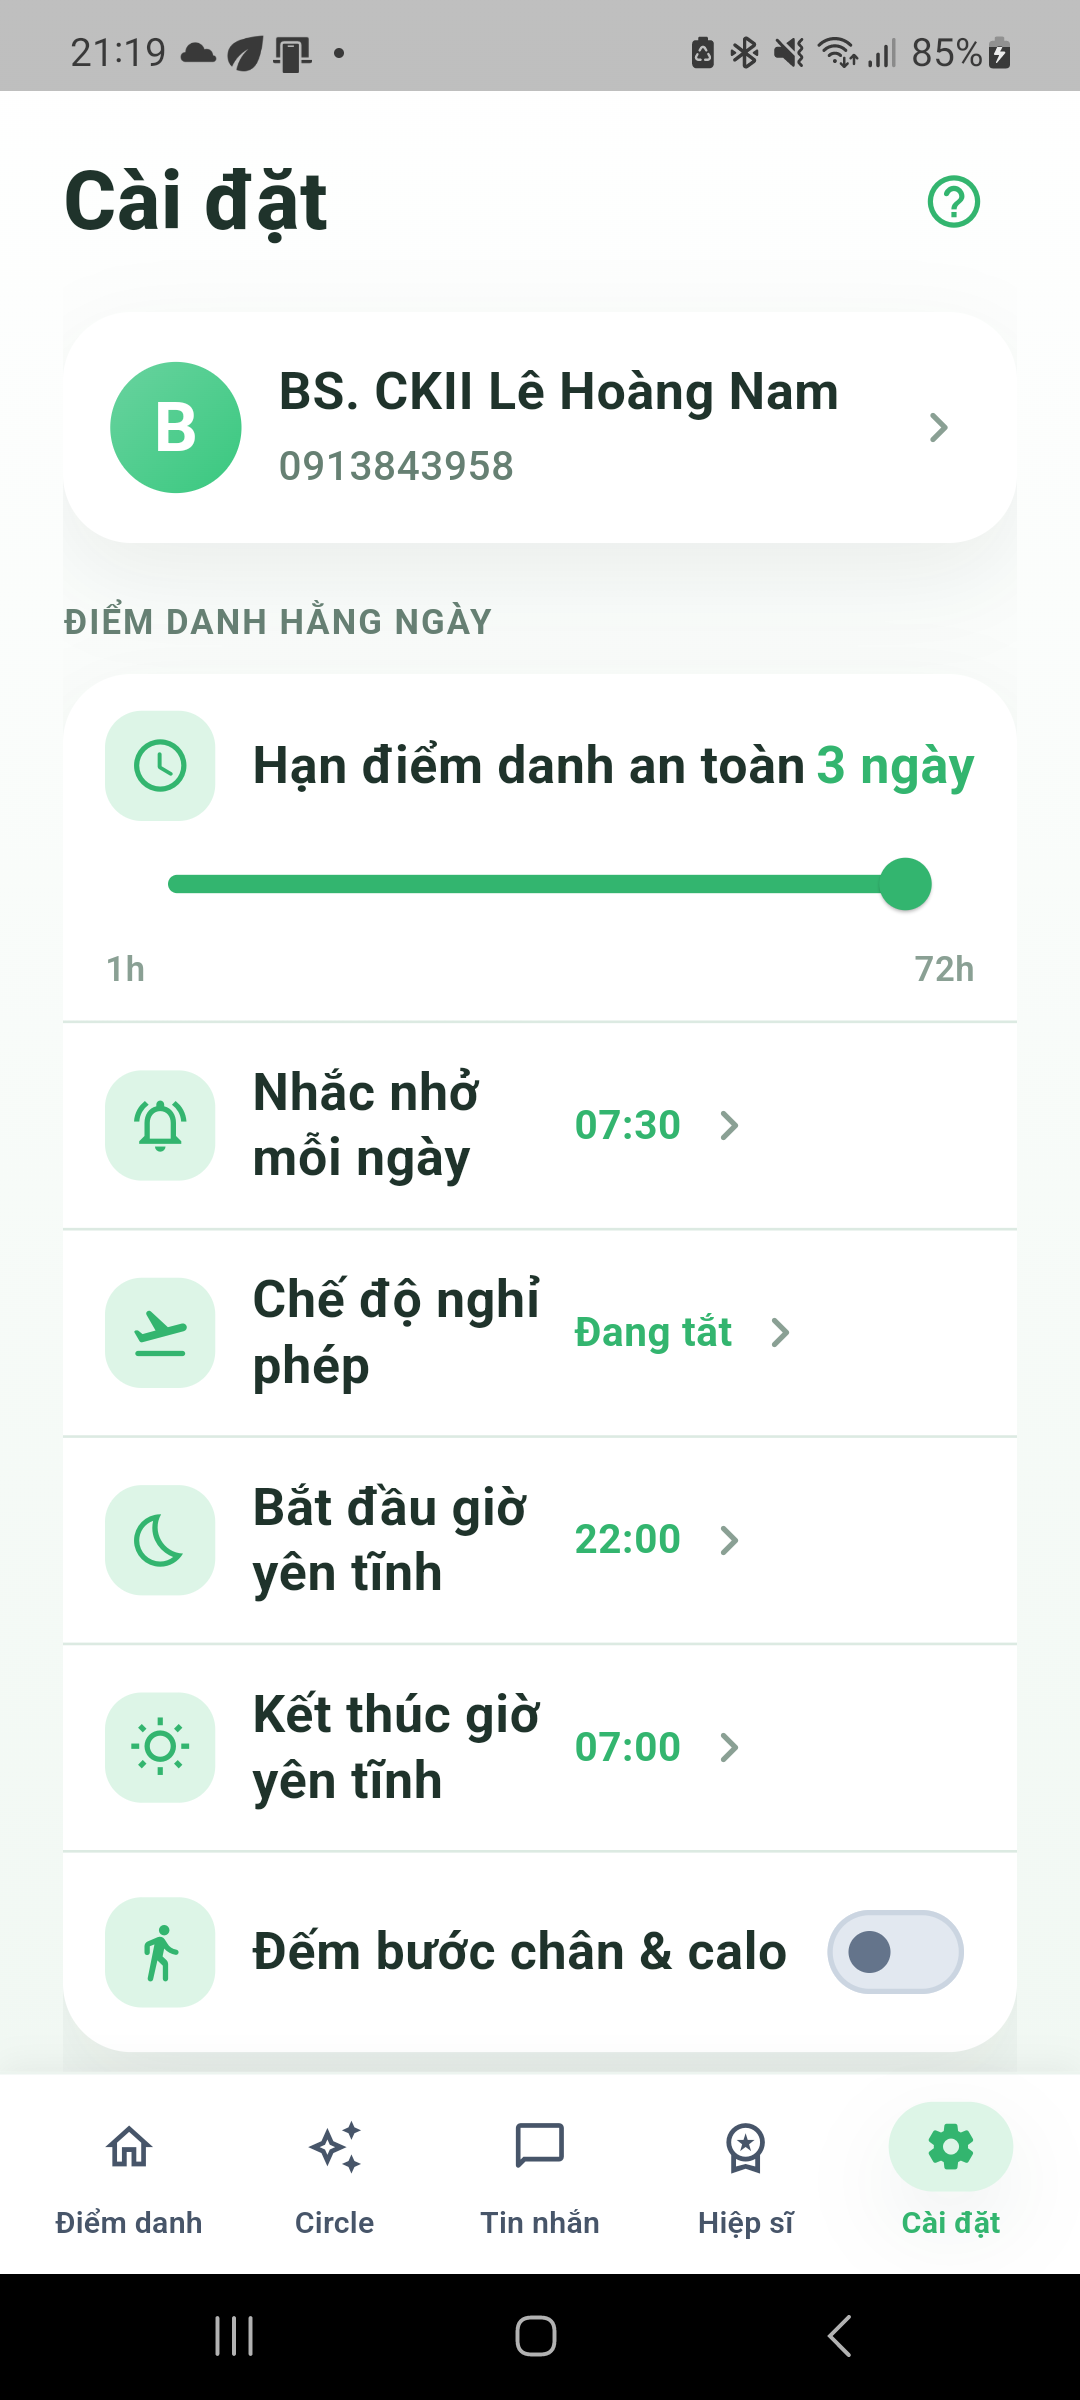 21:19
85%
Cài đặt
B
BS. CKII Lê Hoàng Nam
0913843958
ĐIỂM DANH HẰNG NGÀY
Hạn điểm danh an toàn 3 ngày
1h 72h
Nhắc nhở
mỗi ngày
07:30
Chế độ nghỉ
phép
Đang tắt
Bắt đầu giờ
yên tĩnh
22:00
Kết thúc giờ
yên tĩnh
07:00
Đếm bước chân & calo
Điểm danh
Circle
Tin nhắn
Hiệp sĩ
Cài đặt